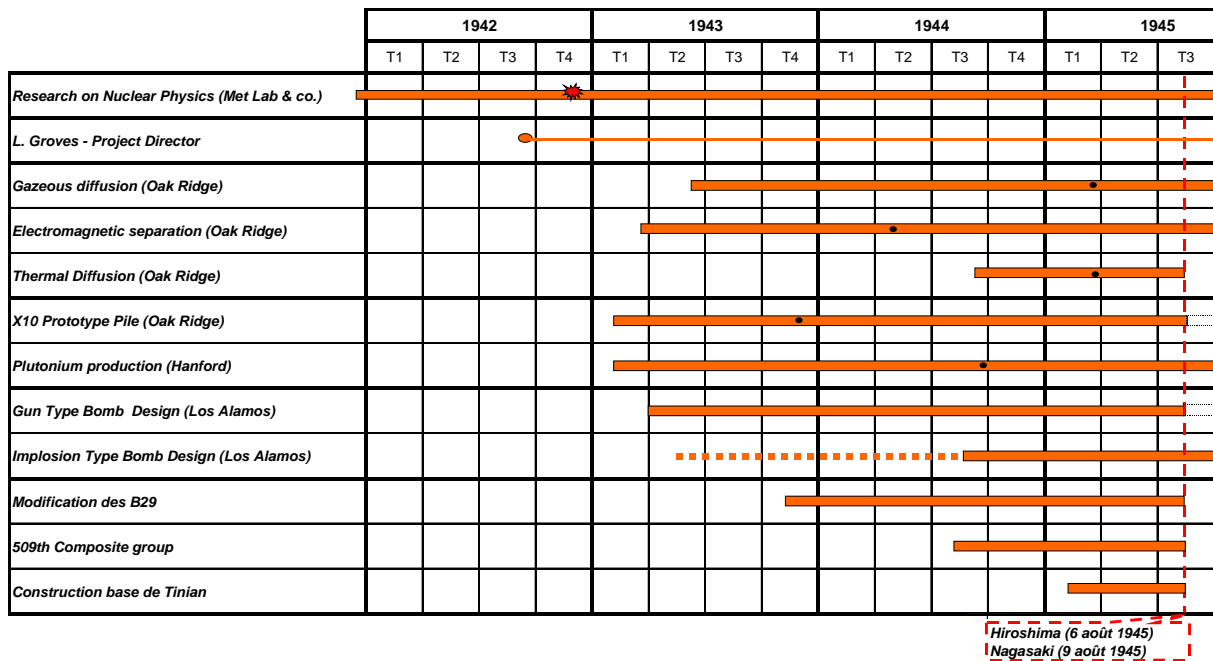 1942 1943 1944 1945
T1 T2 T3 T4 T1 T2 T3 T4 T1 T2 T3 T4 T1 T2 T3
Research on Nuclear Physics (Met Lab & co.)
L. Groves - Project Director
Gazeous diffusion (Oak Ridge)
Electromagnetic separation (Oak Ridge)
Thermal Diffusion (Oak Ridge)
X10 Prototype Pile (Oak Ridge)
Plutonium production (Hanford)
Gun Type Bomb Design (Los Alamos)
Implosion Type Bomb Design (Los Alamos)
Modification des B29
509th Composite group
Construction base de Tinian
Hiroshima (6 août 1945)
Nagasaki (9 août 1945)